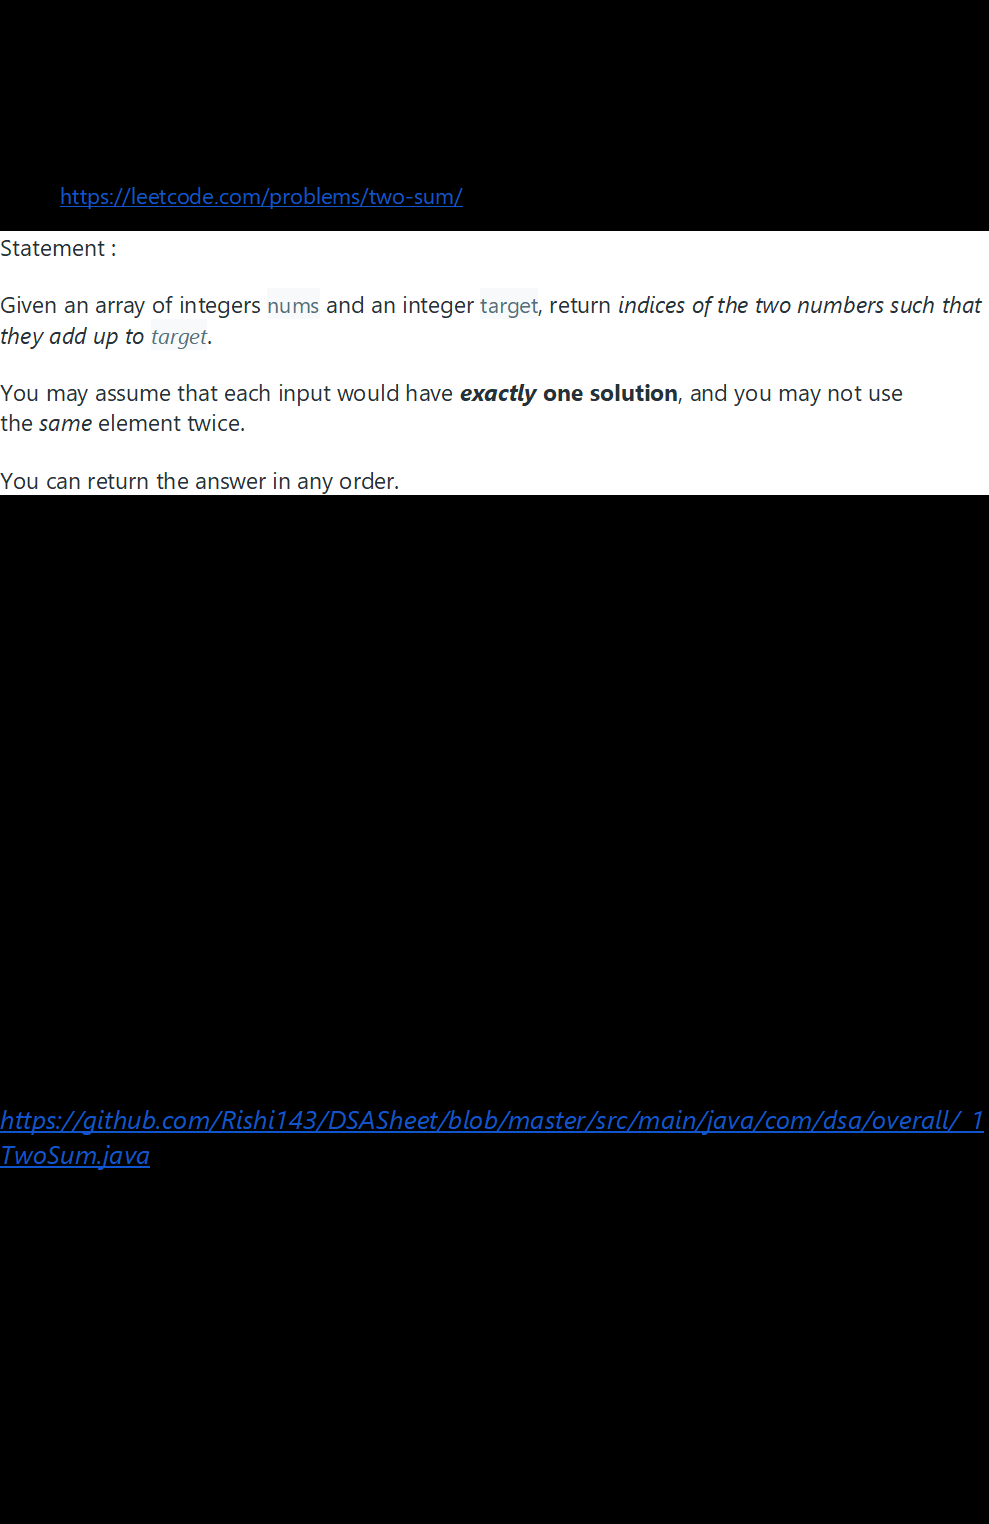 https://leetcode.com/problems/two-sum/
Statement :
Given an array of integers nums and an integer target, return indices of the two numbers such that
they add up to target.
You may assume that each input would have exactly one solution, and you may not use
the same element twice.
You can return the answer in any order.
https://github.com/Rishi143/DSASheet/blob/master/src/main/java/com/dsa/overall/_1
TwoSum.java